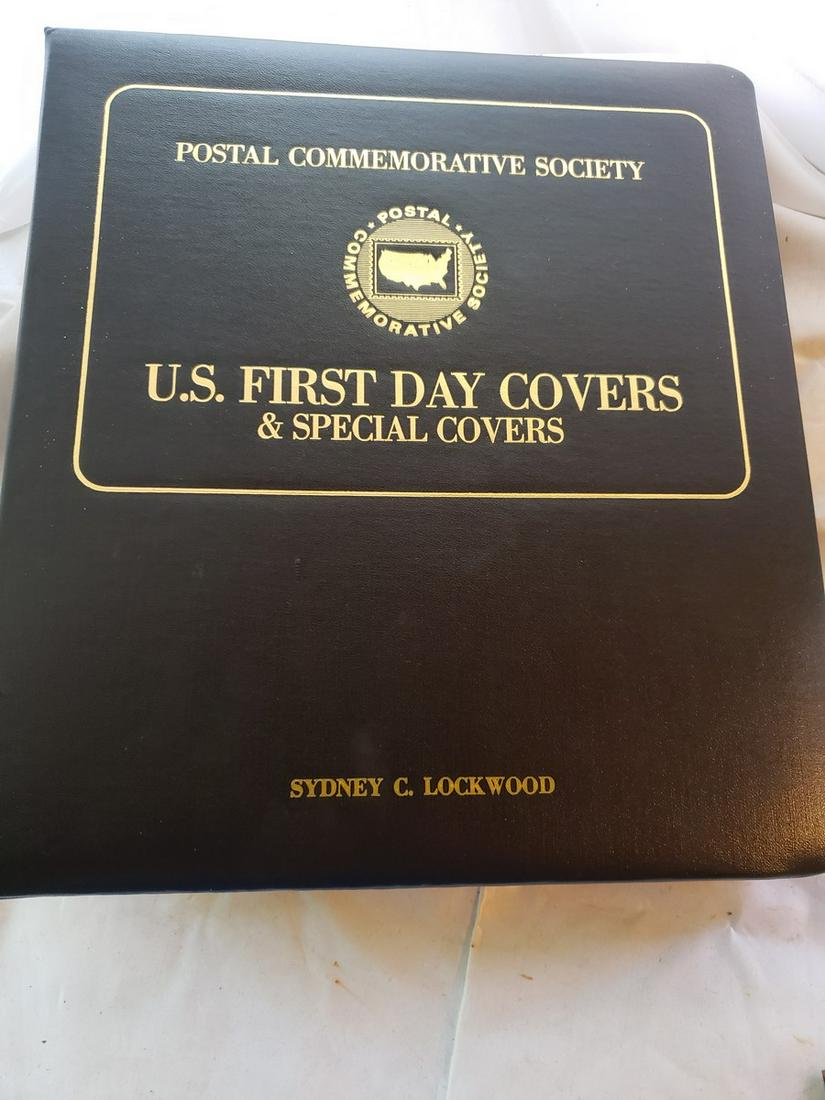 POSTAL COMMEMORATIVE SOCIETY
★ POSTAL ★
COMMEMORATIVE SOCIETY
U.S. FIRST DAY COVERS
& SPECIAL COVERS
SYDNEY C. LOCKWOOD